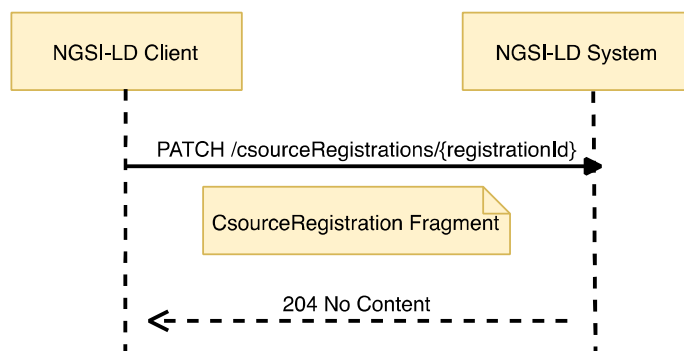 NGSI-LD Client
NGSI-LD System
PATCH /csourceRegistrations/{registrationId}
CsourceRegistration Fragment
204 No Content